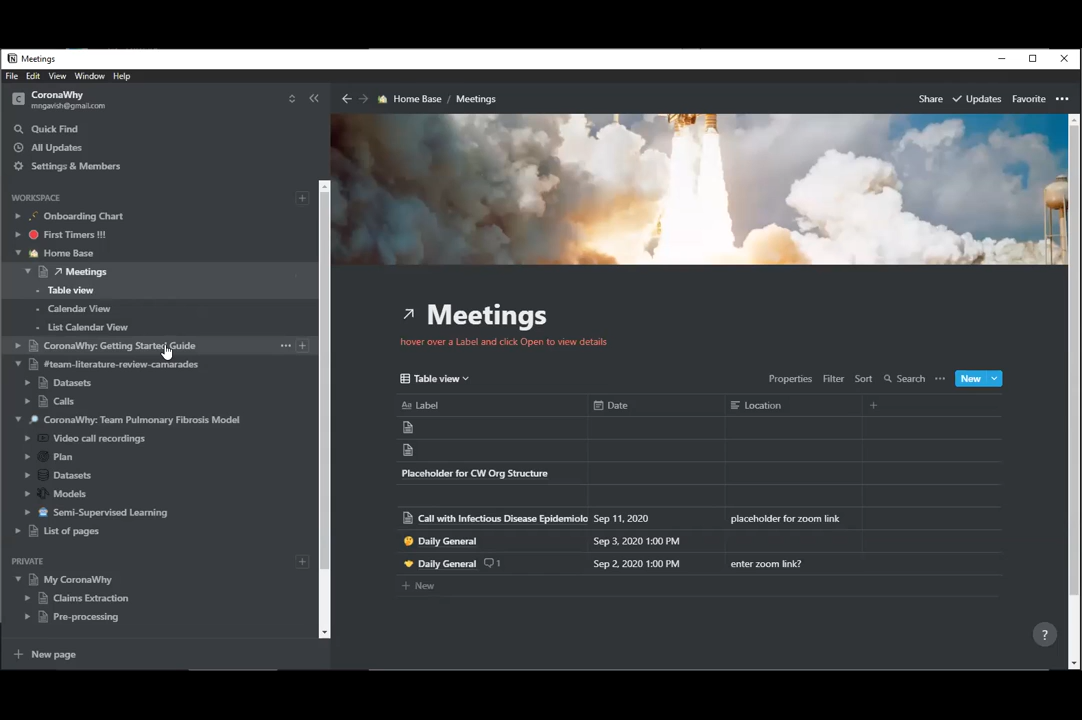 Meetings
File Edit View Window Help
C CoronaWhy
mngavish@gmail.com
Quick Find
All Updates
Settings & Members
WORKSPACE
Onboarding Chart
First Timers !!!
Home Base
Meetings
Table view
Calendar View
List Calendar View
CoronaWhy: Getting Started Guide
#team-literature-review-camarades
Datasets
Calls
CoronaWhy: Team Pulmonary Fibrosis Model
Video call recordings
Plan
Datasets
Models
Semi-Supervised Learning
List of pages
PRIVATE
My CoronaWhy
Claims Extraction
Pre-processing
+ New page
Home Base / Meetings
Share ✓ Updates Favorite •••
Meetings
hover over a Label and click Open to view details
Table view
Properties Filter Sort Search ••• New
Aa Label Date Location +
Placeholder for CW Org Structure
Call with Infectious Disease Epidemiolo Sep 11, 2020 placeholder for zoom link
Daily General Sep 3, 2020 1:00 PM
Daily General 1 Sep 2, 2020 1:00 PM enter zoom link?
+ New
?